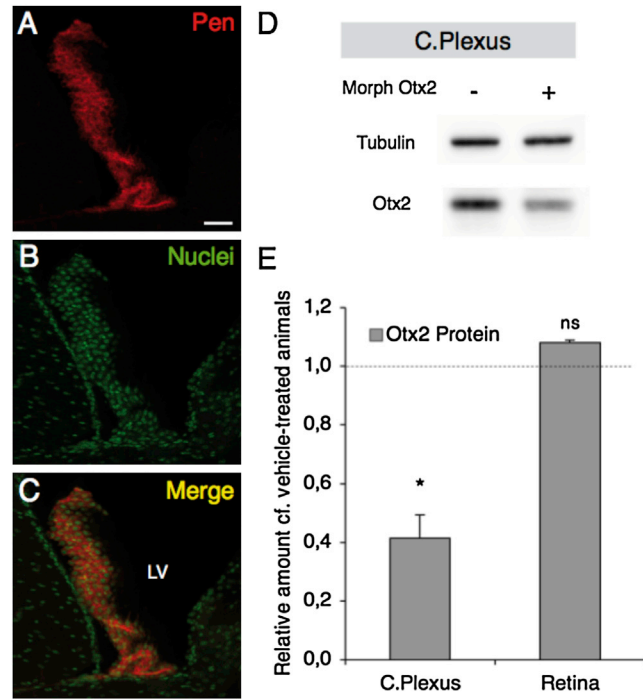 A
Pen
B
Nuclei
C
Merge
LV
D
C.Plexus
Morph Otx2 - +
Tubulin
Otx2
E
Relative amount cf. vehicle-treated animals
1,2
1,0
0,8
0,6
0,4
0,2
0,0
Otx2 Protein
*
ns
C.Plexus Retina